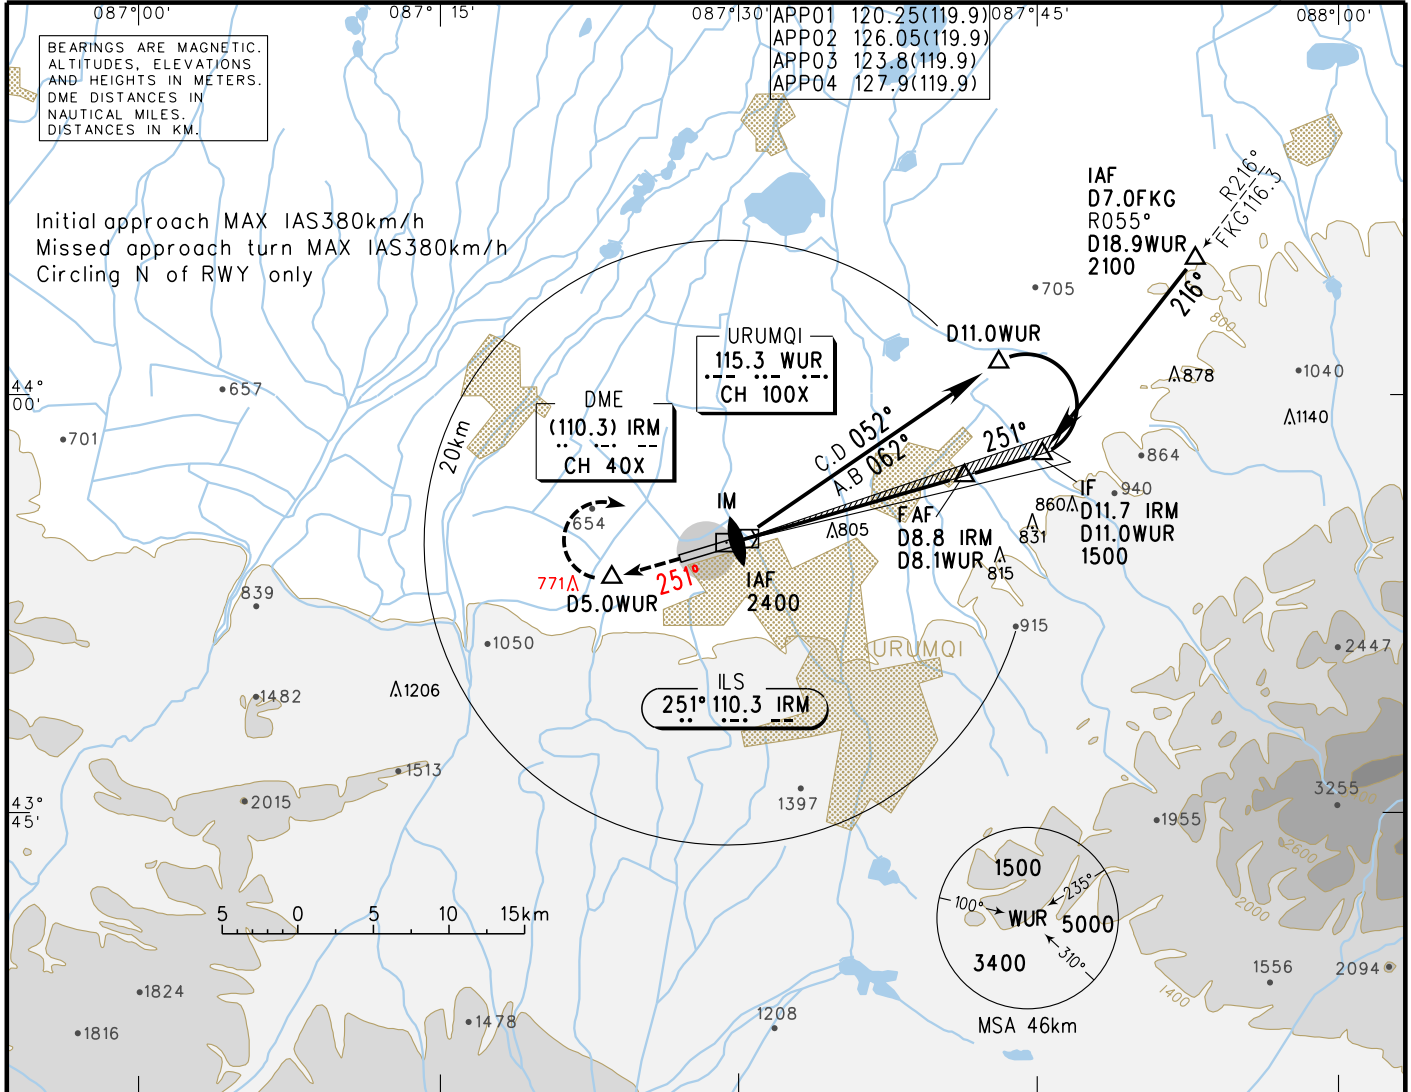 087°00'
087°15'
087°30'
087°45'
088°00'
BEARINGS ARE MAGNETIC.
ALTITUDES, ELEVATIONS
AND HEIGHTS IN METERS.
DME DISTANCES IN
NAUTICAL MILES.
DISTANCES IN KM.
APP01 120.25(119.9)
APP02 126.05(119.9)
APP03 123.8(119.9)
APP04 127.9(119.9)
Initial approach MAX IAS380km/h
Missed approach turn MAX IAS380km/h
Circling N of RWY only
IAF
D7.0FKG
R055°
D18.9WUR
2100
R216°
FKG116.3
216°
800
705
D11.0WUR
URUMQI
115.3 WUR
CH 100X
878
1040
1140
44°
00'
657
701
DME
(110.3) IRM
CH 40X
20km
C.D 052°
A.B 062°
251°
864
940
860
831
815
805
IF
D11.7 IRM
D11.0WUR
1500
FAF
D8.8 IRM
D8.1WUR
IM
654
771
251°
D5.0WUR
IAF
2400
839
1050
915
URUMQI
2447
ILS
251° 110.3 IRM
1482
1206
1513
2015
43°
45'
1397
3255
1955
2600
2000
1400
5 0 5 10 15km
1500
100°
235°
WUR
5000
310°
3400
MSA 46km
1556
2094
1824
1816
1478
1208